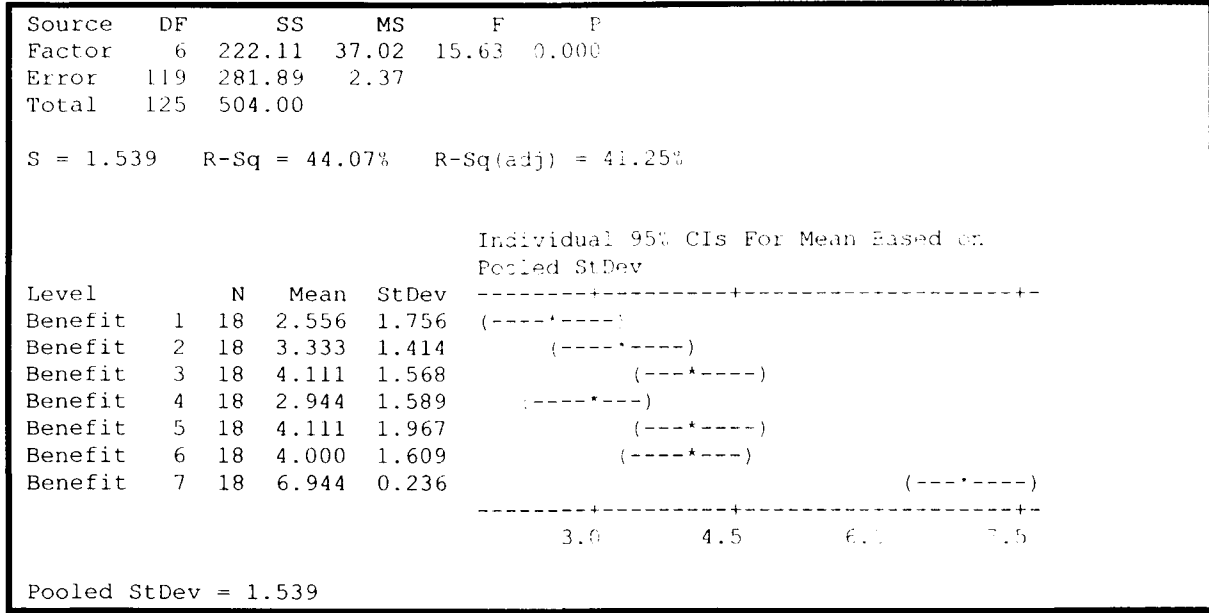 Source DF SS MS F P
Factor 6 222.11 37.02 15.63 0.000
Error 119 281.89 2.37
Total 125 504.00
S = 1.539 R-Sq = 44.07% R-Sq(adj) = 41.25%
Individual 95% CIs For Mean Based on
Pooled StDev
Level N Mean StDev --------+---------+-------------------+-
Benefit 1 18 2.556 1.756 (----*----)
Benefit 2 18 3.333 1.414 (----*----)
Benefit 3 18 4.111 1.568 (---*----)
Benefit 4 18 2.944 1.589 (----*---)
Benefit 5 18 4.111 1.967 (---*----)
Benefit 6 18 4.000 1.609 (----*---)
Benefit 7 18 6.944 0.236 (---*----)
--------+---------+-------------------+-
3.0 4.5 7.5
Pooled StDev = 1.539